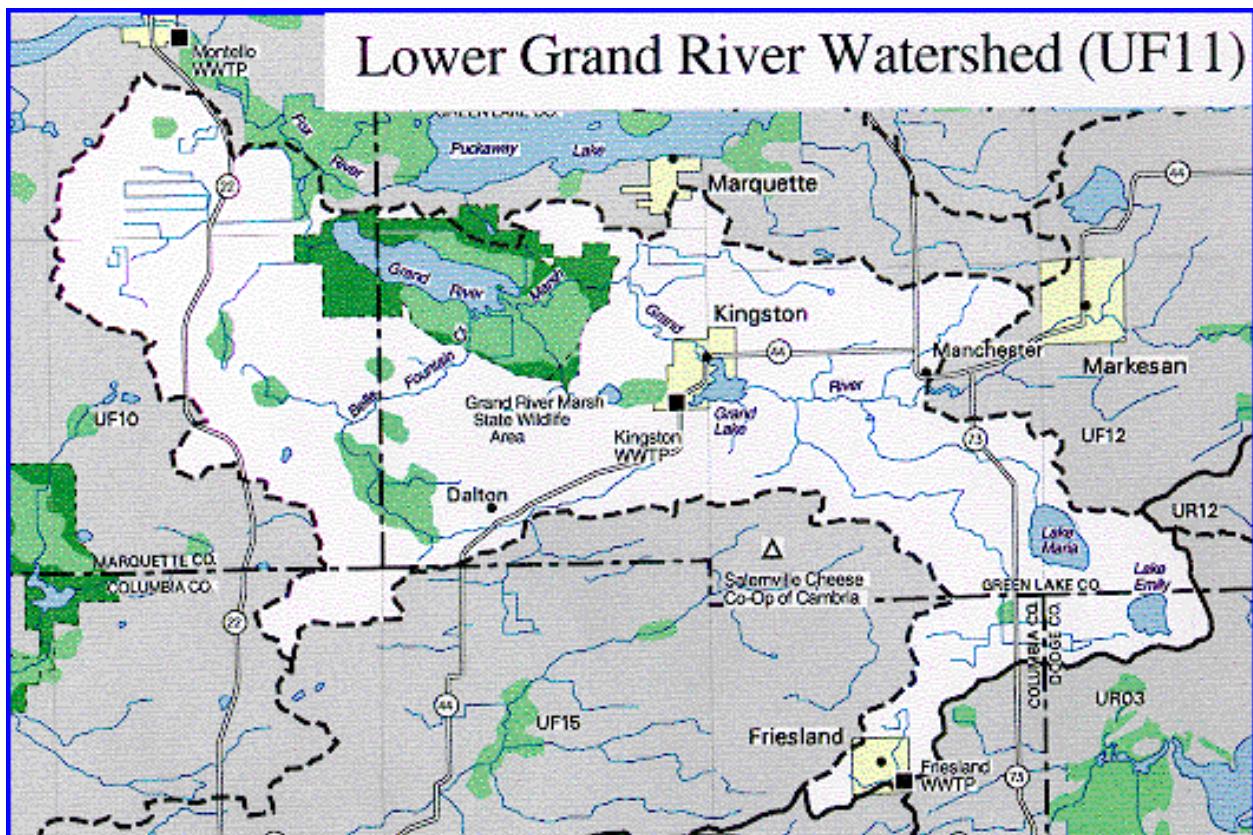 Lower Grand River Watershed (UF11)
Montello
WWTP
GREEN LAKE CO.
Fox
River
Puckaway
Lake
Marquette
22
44
Grand
River
Marsh
Grand
Kingston
44
Manchester
Markesan
Belle
Fountain
Cr
River
Grand River Marsh
State Wildlife
Area
Grand
Lake
Kingston
WWTP
UF10
UF12
73
Dalton
UR12
Lake
Maria
MARQUETTE CO.
COLUMBIA CO.
Salemville Cheese
Co-Op of Cambria
GREEN LAKE CO.
Lake
Emily
COLUMBIA CO.
DODGE CO.
22
44
UF15
UR03
Friesland
Friesland
WWTP
73